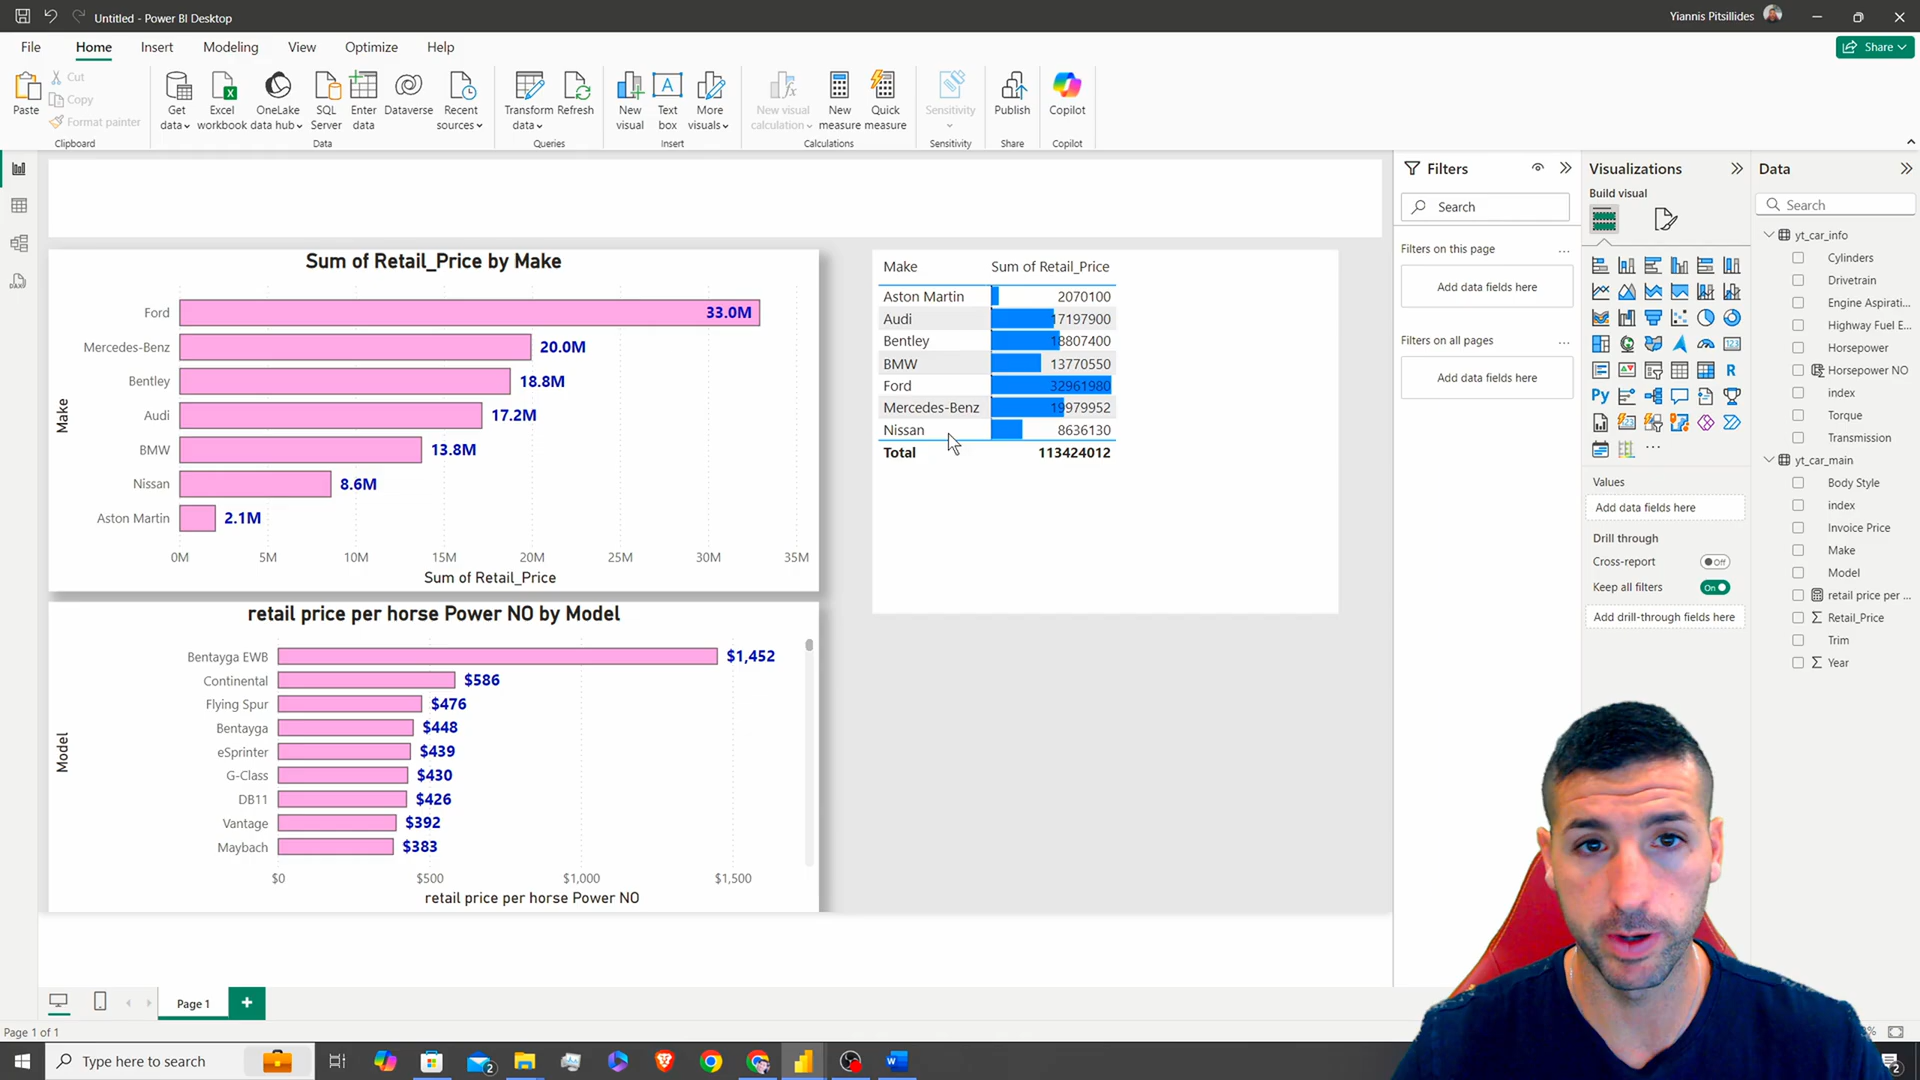 Untitled - Power BI Desktop
Yiannis Pitsillides
File Home Insert Modeling View Optimize Help
Share
Paste
Cut
Copy
Format painter
Clipboard
Get data
Excel workbook
OneLake data hub
SQL Server
Enter data
Dataverse
Recent sources
Data
Transform data
Refresh
Queries
New visual
Text box
More visuals
Insert
New visual calculation
New measure
Quick measure
Calculations
Sensitivity
Sensitivity
Publish
Share
Copilot
Copilot
Sum of Retail_Price by Make
Make
Ford 33.0M
Mercedes-Benz 20.0M
Bentley 18.8M
Audi 17.2M
BMW 13.8M
Nissan 8.6M
Aston Martin 2.1M
0M 5M 10M 15M 20M 25M 30M 35M
Sum of Retail_Price
retail price per horse Power NO by Model
Model
Bentayga EWB $1,452
Continental $586
Flying Spur $476
Bentayga $448
eSprinter $439
G-Class $430
DB11 $426
Vantage $392
Maybach $383
$0 $500 $1,000 $1,500
retail price per horse Power NO
Make Sum of Retail_Price
Aston Martin 2070100
Audi 17197900
Bentley 18807400
BMW 13770550
Ford 32961980
Mercedes-Benz 19979952
Nissan 8636130
Total 113424012
Filters
Search
Filters on this page ...
Add data fields here
Filters on all pages ...
Add data fields here
Visualizations
Build visual
123
R
Py
...
Values
Add data fields here
Drill through
Cross-report Off
Keep all filters On
Add drill-through fields here
Data
Search
yt_car_info
Cylinders
Drivetrain
Engine Aspirati...
Highway Fuel E...
Horsepower
Horsepower NO
index
Torque
Transmission
yt_car_main
Body Style
index
Invoice Price
Make
Model
retail price per ...
Retail_Price
Trim
Year
Page 1
Page 1 of 1
Type here to search
2
2